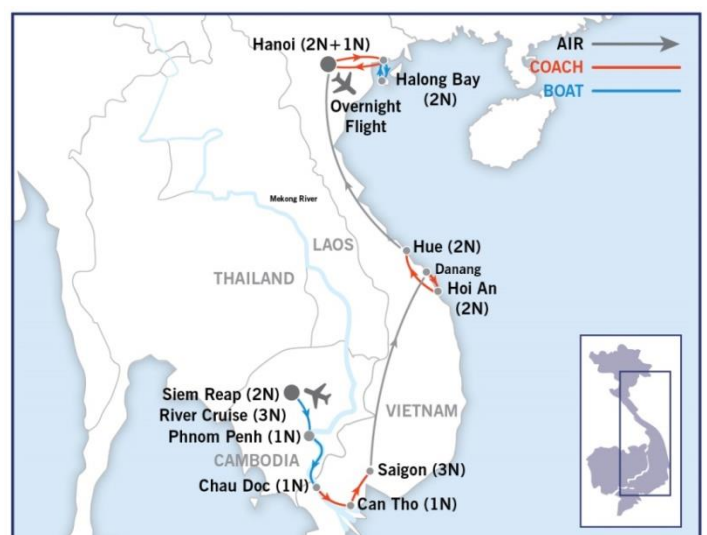 Hanoi (2N+1N)
AIR
COACH
BOAT
Halong Bay
(2N)
Overnight
Flight
Mekong River
LAOS
THAILAND
Hue (2N)
Danang
Hoi An
(2N)
Siem Reap (2N)
River Cruise (3N)
Phnom Penh (1N)
VIETNAM
CAMBODIA
Saigon (3N)
Chau Doc (1N)
Can Tho (1N)